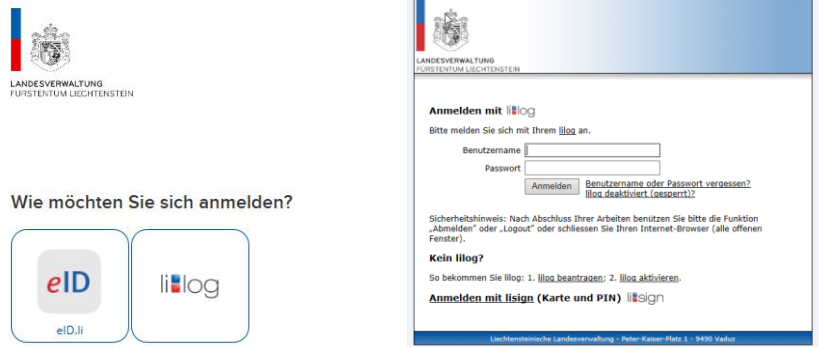 LANDESVERWALTUNG
FÜRSTENTUM LIECHTENSTEIN
Wie möchten Sie sich anmelden?
eID
eID.li
lilog
LANDESVERWALTUNG
FÜRSTENTUM LIECHTENSTEIN
Anmelden mit lilog
Bitte melden Sie sich mit Ihrem lilog an.
Benutzername
Passwort
Anmelden
Benutzername oder Passwort vergessen?
lilog deaktiviert (gesperrt)?
Sicherheitshinweis: Nach Abschluss Ihrer Arbeiten benützen Sie bitte die Funktion
„Abmelden" oder „Logout" oder schliessen Sie Ihren Internet-Browser (alle offenen
Fenster).
Kein lilog?
So bekommen Sie lilog: 1. lilog beantragen; 2. lilog aktivieren.
Anmelden mit lisign (Karte und PIN) lisign
Liechtensteinische Landesverwaltung - Peter-Kaiser-Platz 1 - 9490 Vaduz